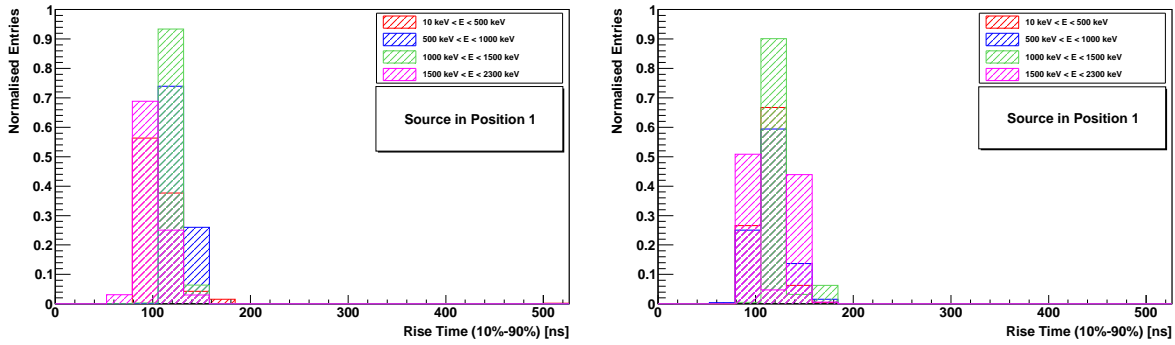 Normalised Entries
1
0.9
0.8
0.7
0.6
0.5
0.4
0.3
0.2
0.1
0
10 keV < E < 500 keV
500 keV < E < 1000 keV
1000 keV < E < 1500 keV
1500 keV < E < 2300 keV
Source in Position 1
0 100 200 300 400 500
Rise Time (10%-90%) [ns]
Normalised Entries
1
0.9
0.8
0.7
0.6
0.5
0.4
0.3
0.2
0.1
0
10 keV < E < 500 keV
500 keV < E < 1000 keV
1000 keV < E < 1500 keV
1500 keV < E < 2300 keV
Source in Position 1
0 100 200 300 400 500
Rise Time (10%-90%) [ns]